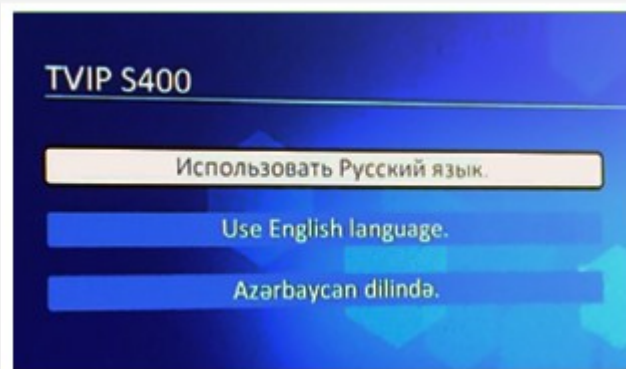 TVIP S400
Использовать Русский язык.
Use English language.
Azərbaycan dilində.